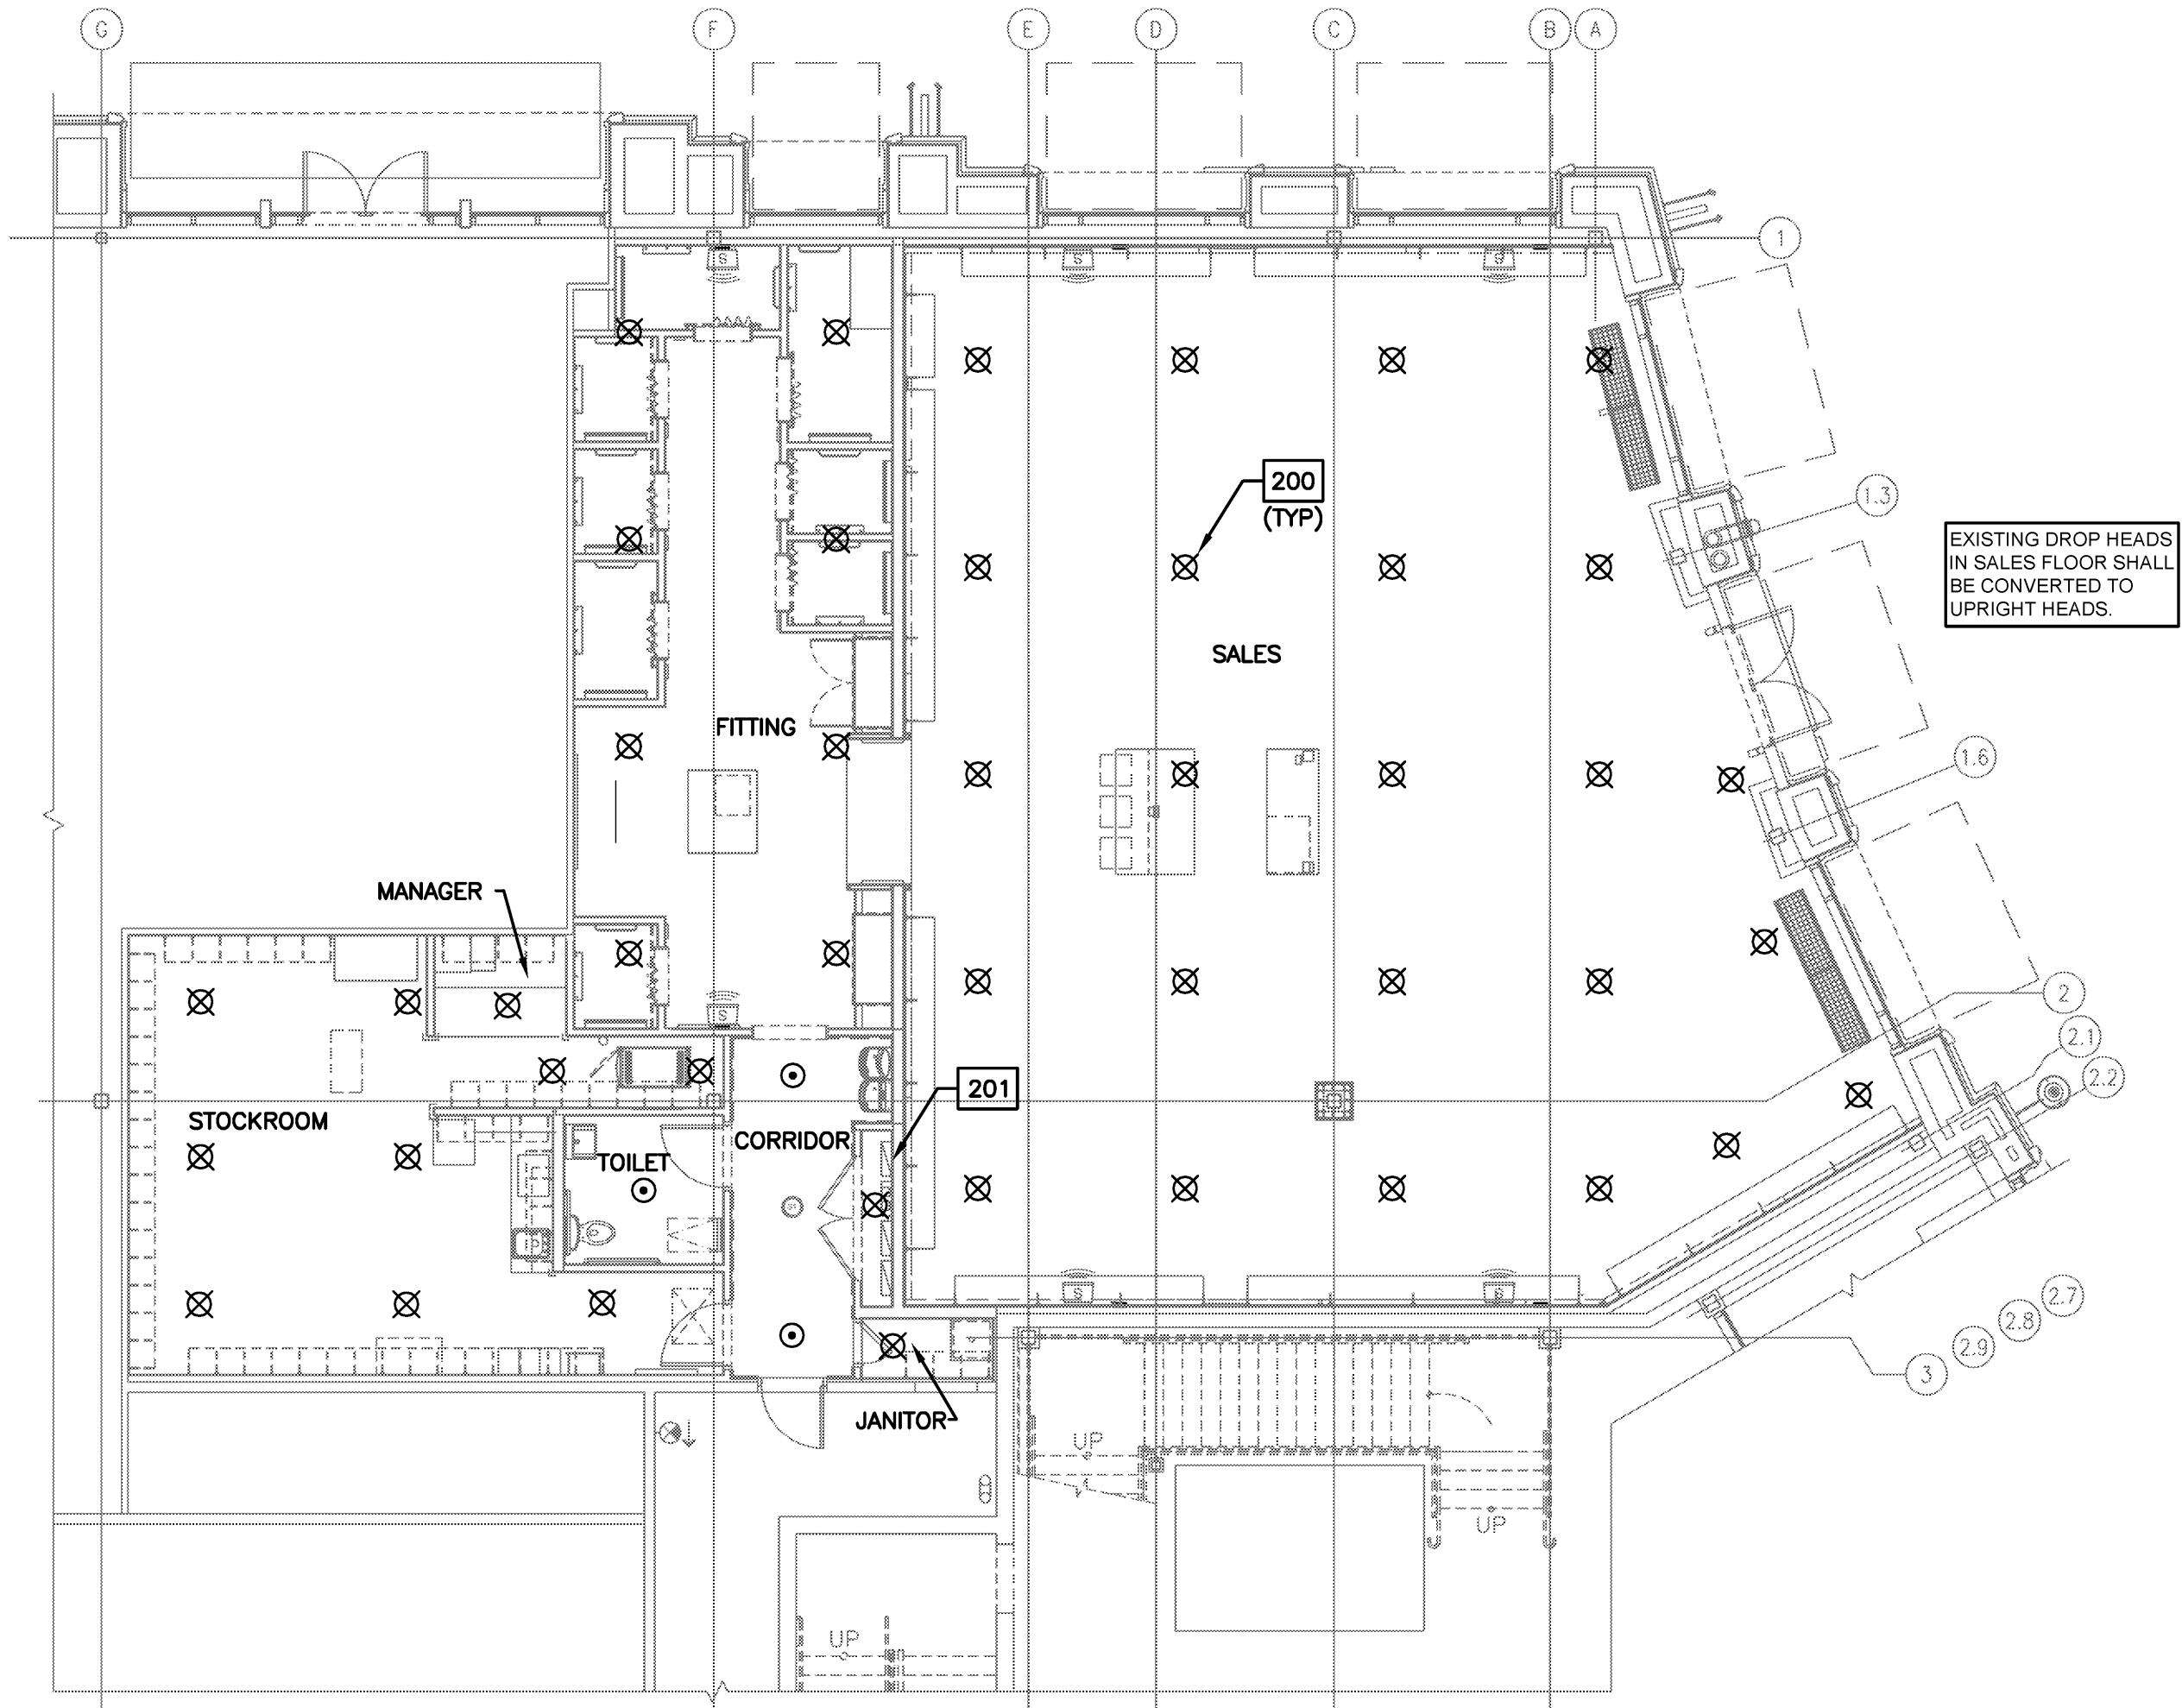 G
F
E
D
C
B
A
S
S
S
1
200
(TYP)
1.3
EXISTING DROP HEADS
IN SALES FLOOR SHALL
BE CONVERTED TO
UPRIGHT HEADS.
SALES
FITTING
1.6
MANAGER
2
S
2.1
2.2
201
STOCKROOM
CORRIDOR
TOILET
S
S
2.7
2.8
2.9
3
JANITOR
UP
UP
UP